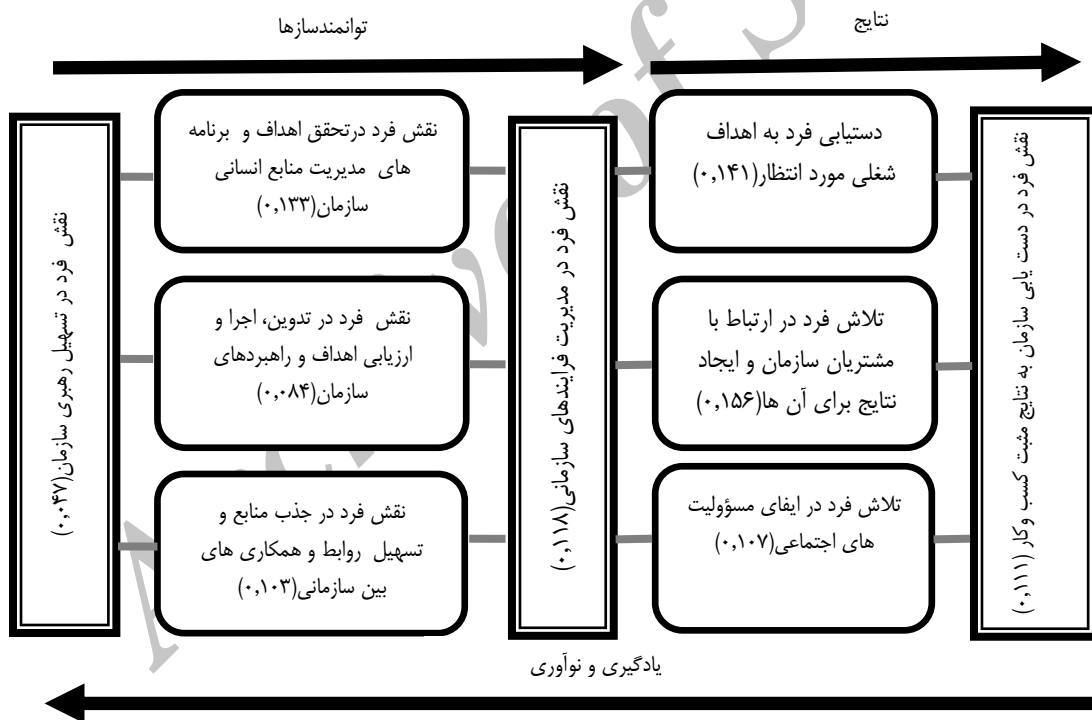 توانمندسازها
نتایج
نقش فرد در تسهیل رهبری سازمان(۰,۰۴۷)
نقش فرد درتحقق اهداف و برنامه
های مدیریت منابع انسانی
سازمان(۰,۱۳۳)
نقش فرد در تدوین، اجرا و
ارزیابی اهداف و راهبردهای
سازمان(۰,۰۸۴)
نقش فرد در جذب منابع و
تسهیل روابط و همکاری های
بین سازمانی(۰,۱۰۳)
نقش فرد در مدیریت فرایندهای سازمانی(۰,۱۱۸)
دستیابی فرد به اهداف
شغلی مورد انتظار(۰,۱۴۱)
تلاش فرد در ارتباط با
مشتریان سازمان و ایجاد
نتایج برای آن ها(۰,۱۵۶)
تلاش فرد در ایفای مسؤولیت
های اجتماعی(۰,۱۰۷)
نقش فرد در دست یابی سازمان به نتایج مثبت کسب وکار (۰,۱۱۱)
یادگیری و نوآوری